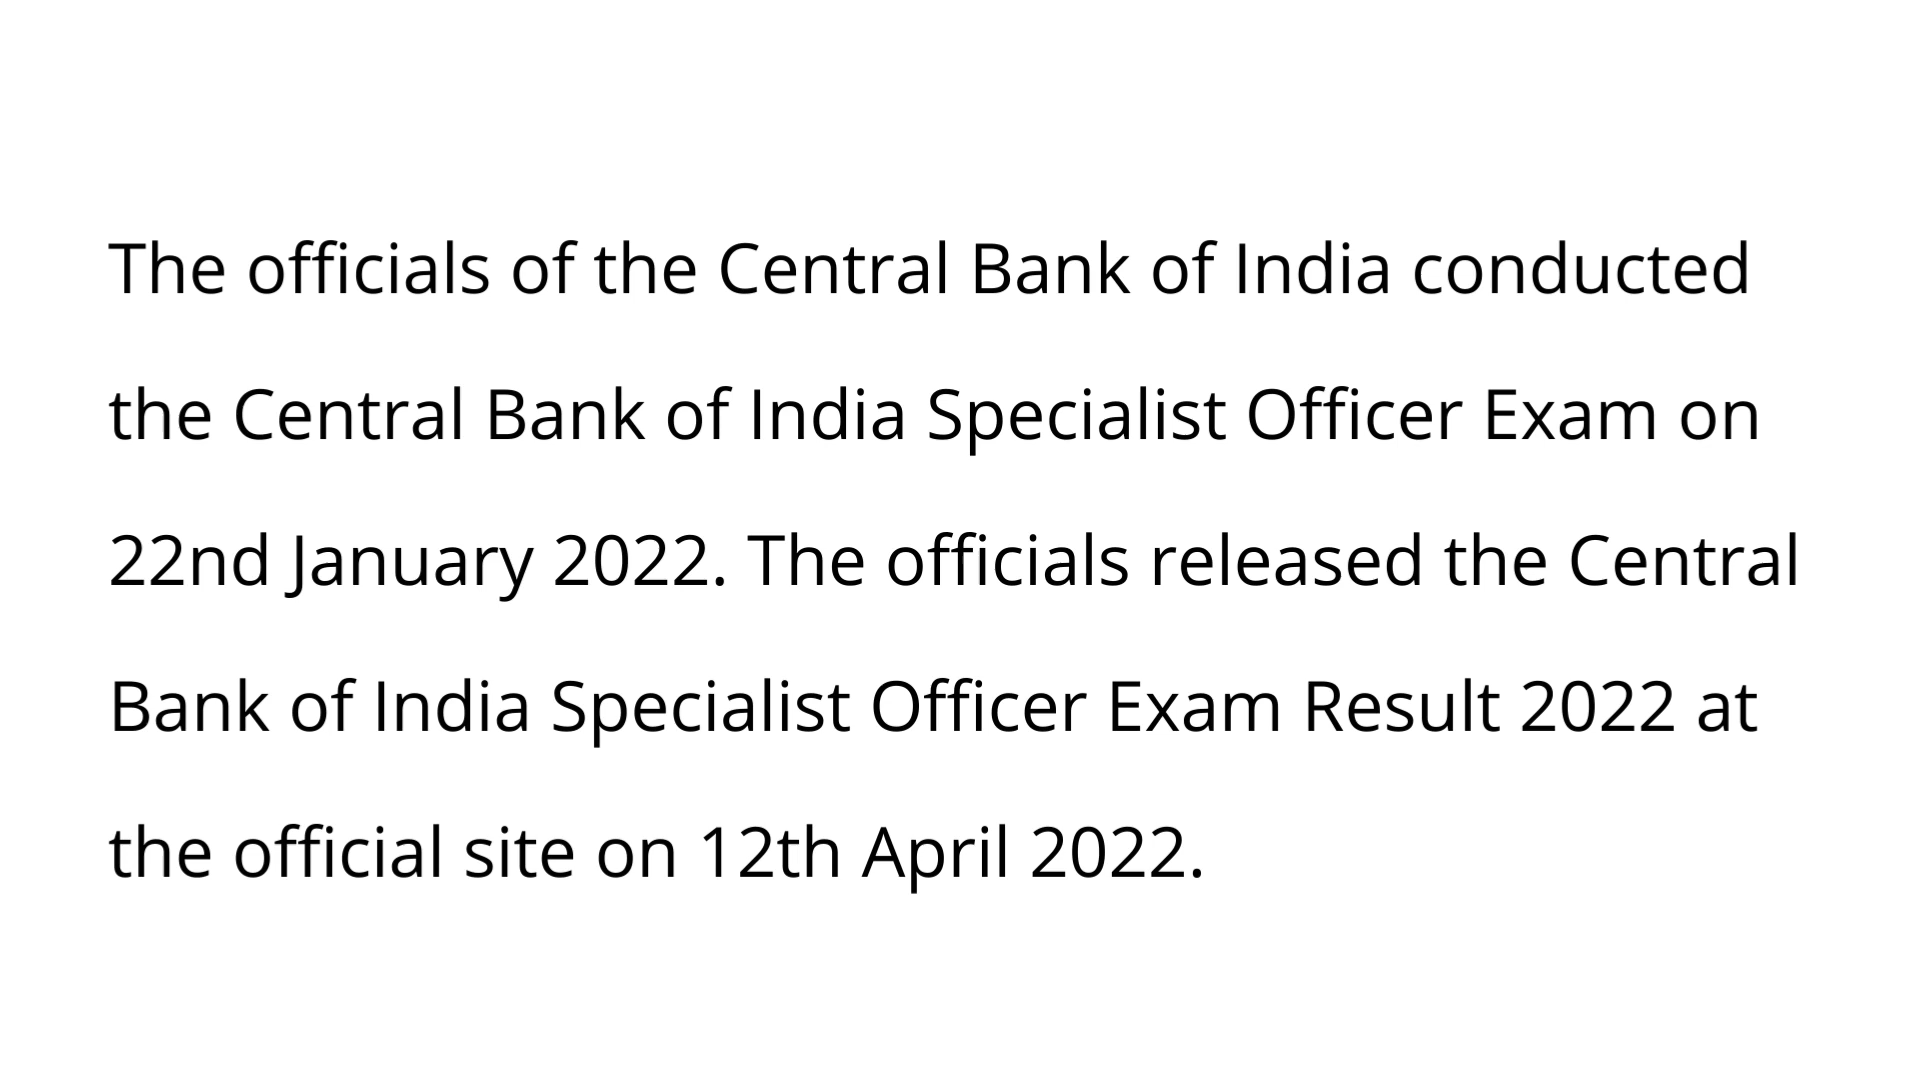 The officials of the Central Bank of India conducted
the Central Bank of India Specialist Officer Exam on
22nd January 2022. The officials released the Central
Bank of India Specialist Officer Exam Result 2022 at
the official site on 12th April 2022.